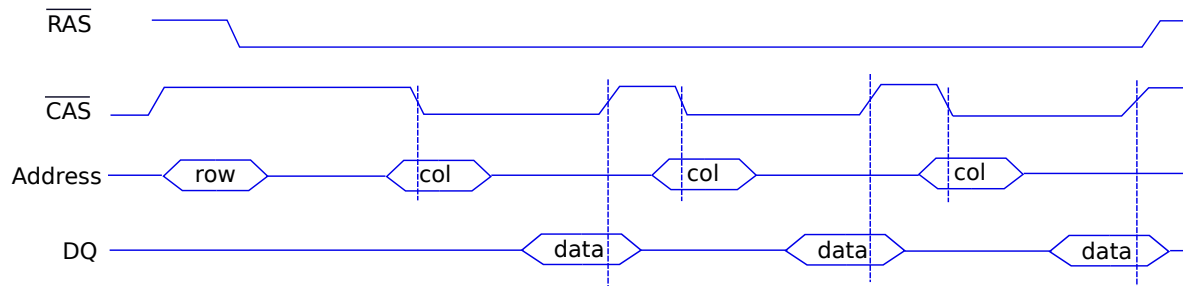 RAS
CAS
Address row col col col
DQ data data data